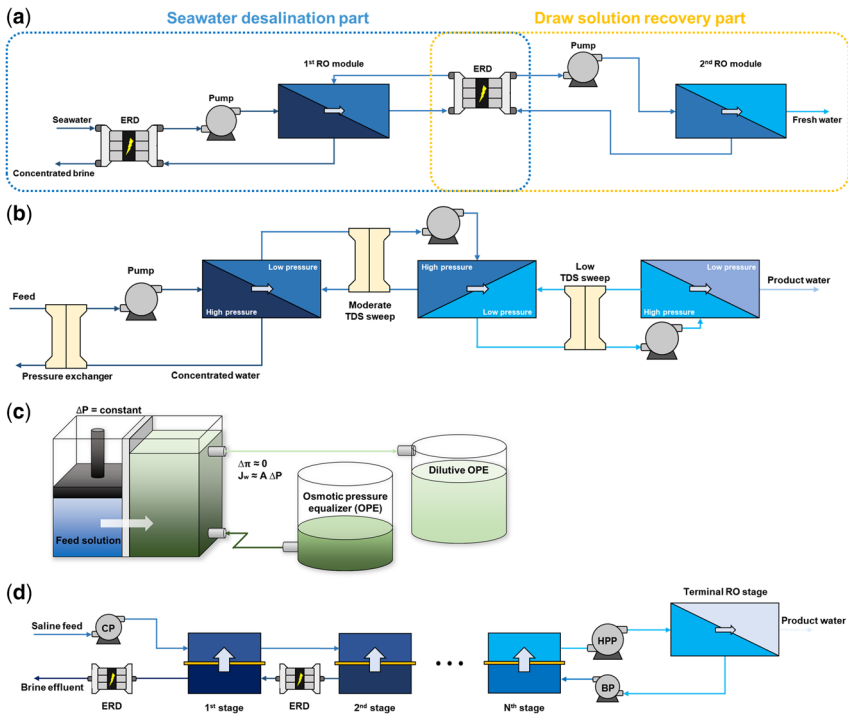 (a)
Seawater desalination part
Draw solution recovery part
1st RO module
ERD
Pump
2nd RO module
Pump
Seawater
ERD
Fresh water
Concentrated brine
(b)
Low pressure
High pressure
Low
TDS sweep
Low pressure
Pump
Feed
Moderate
TDS sweep
Product water
High pressure
Low pressure
High pressure
Pressure exchanger
Concentrated water
(c)
ΔP = constant
Δπ ≈ 0
Jw ≈ A ΔP
Dilutive OPE
Osmotic pressure
equalizer (OPE)
Feed solution
(d)
Terminal RO stage
Saline feed
CP
HPP
Product water
Brine effluent
BP
ERD
1st stage
ERD
2nd stage
• • •
Nth stage